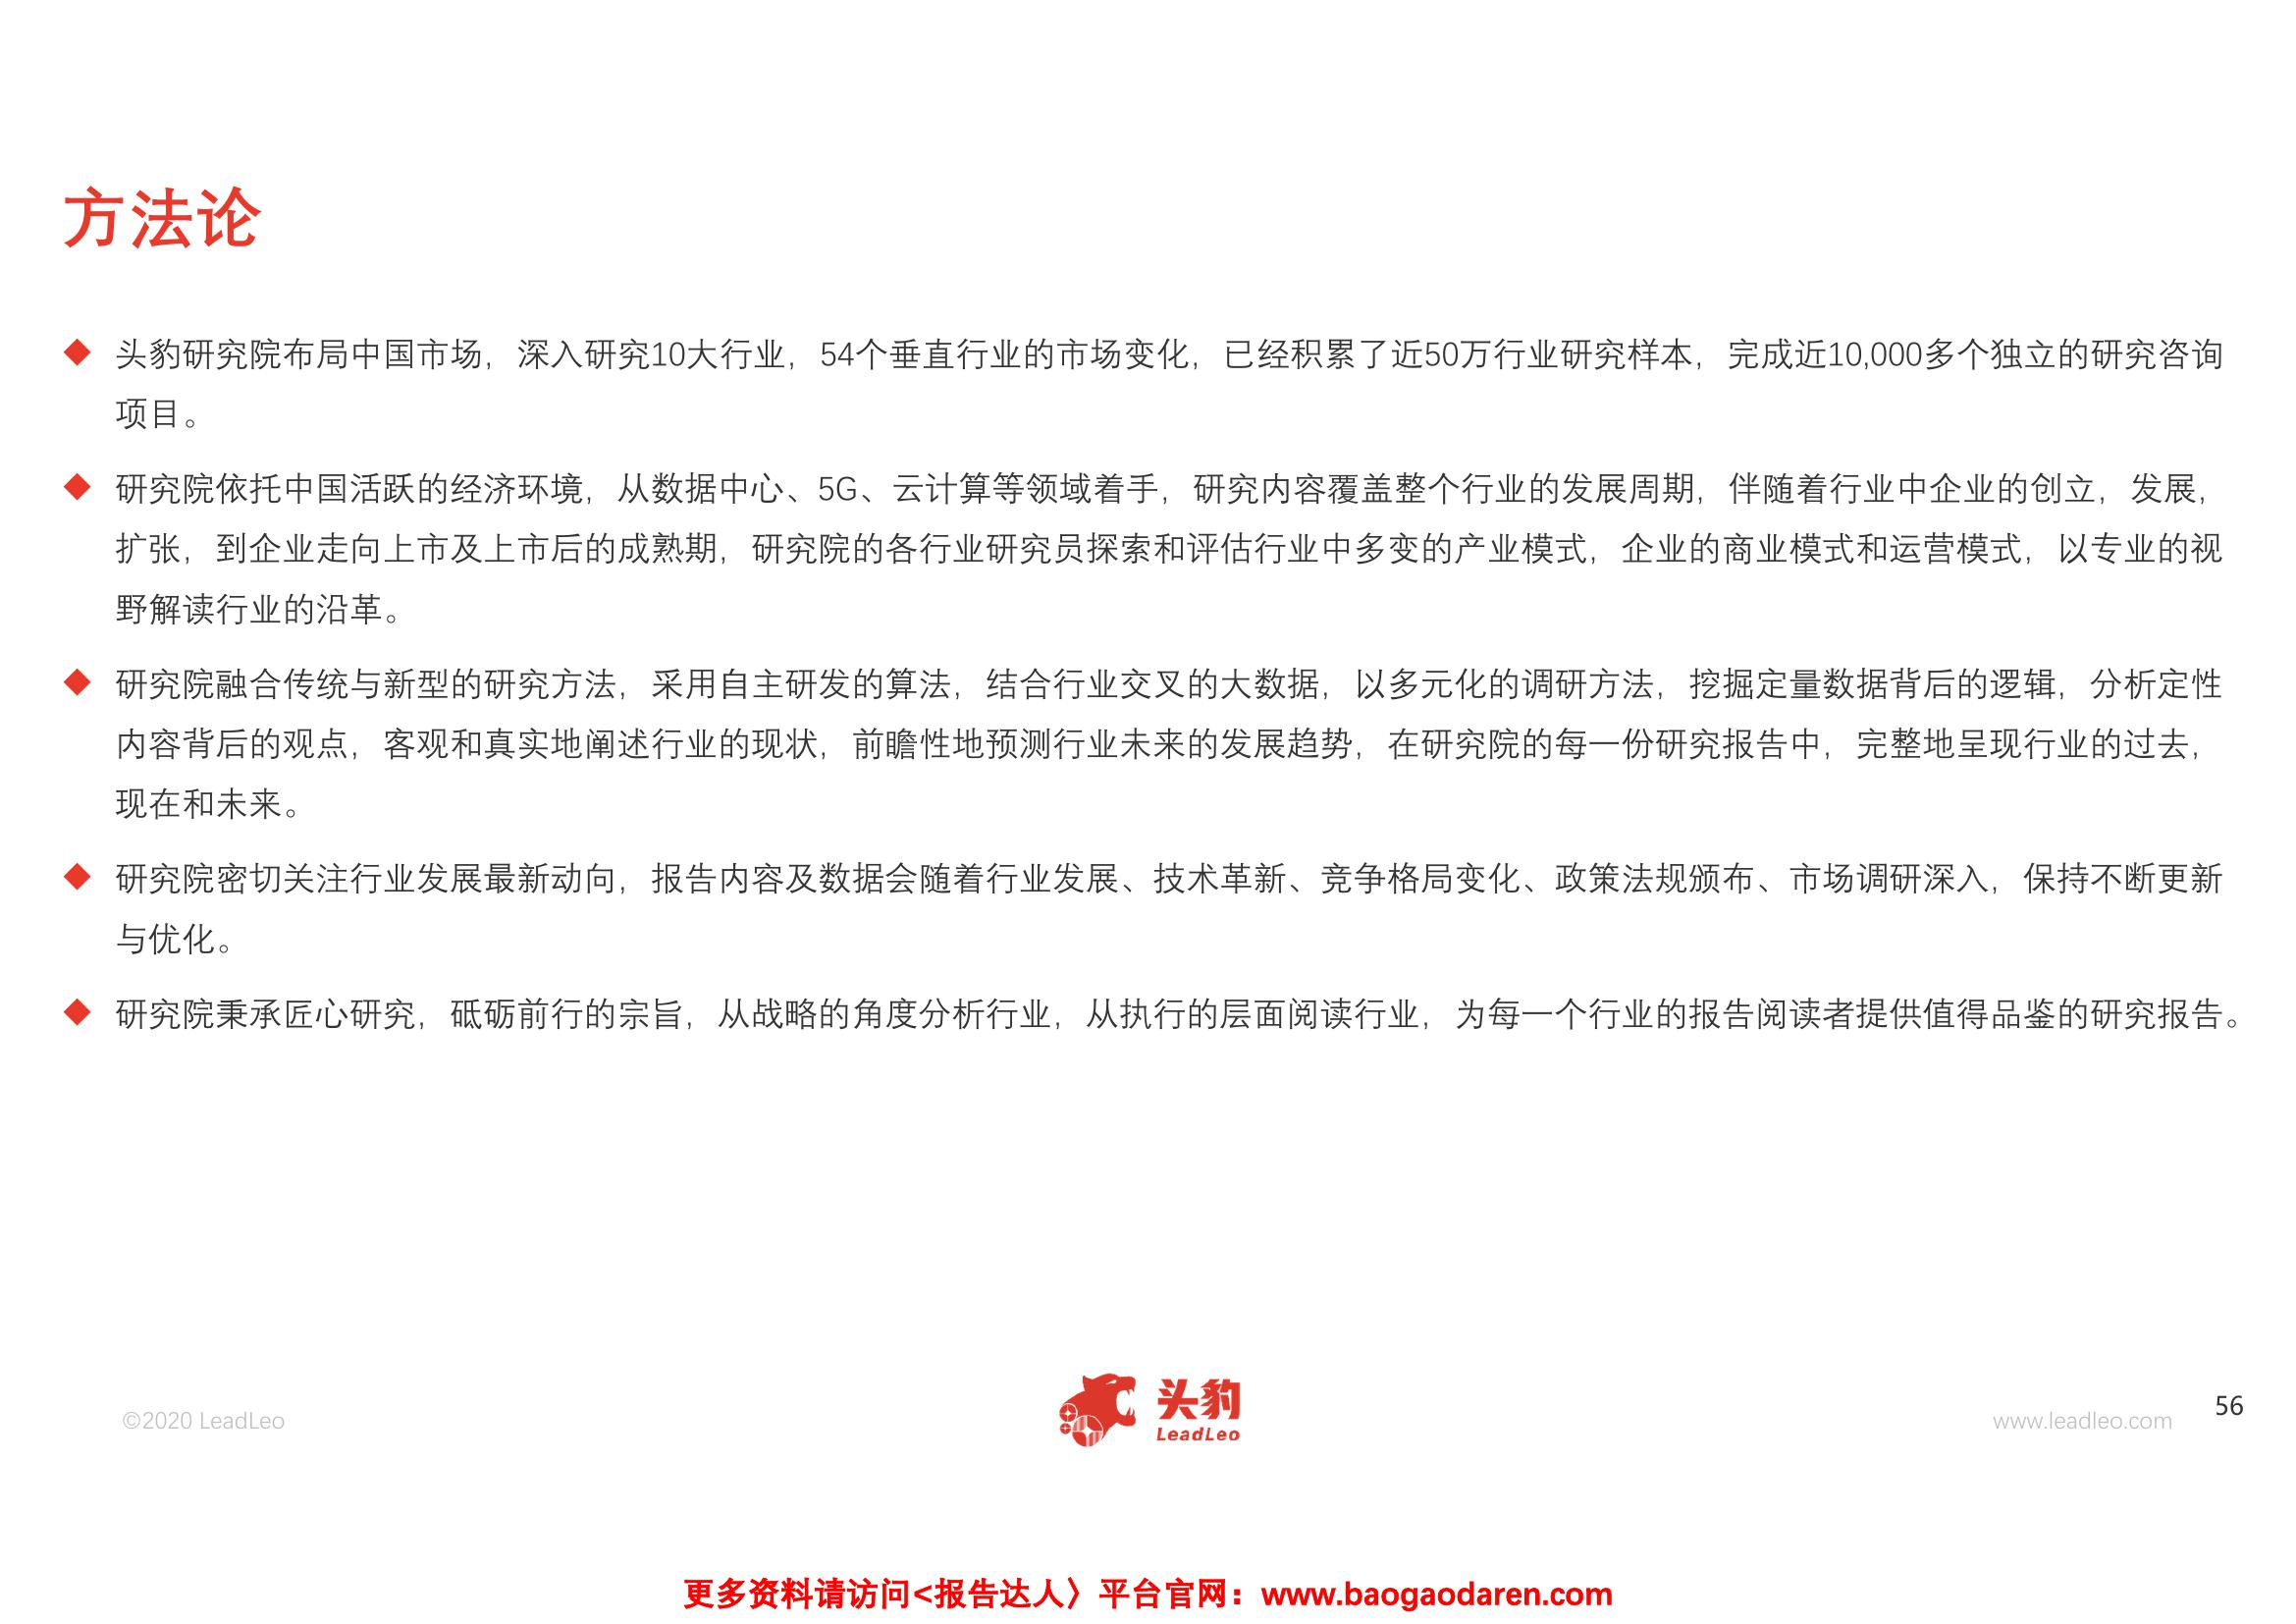 方法论
◆ 头豹研究院布局中国市场，深入研究10大行业，54个垂直行业的市场变化，已经积累了近50万行业研究样本，完成近10,000多个独立的研究咨询
项目。
◆ 研究院依托中国活跃的经济环境，从数据中心、5G、云计算等领域着手，研究内容覆盖整个行业的发展周期，伴随着行业中企业的创立，发展，
扩张，到企业走向上市及上市后的成熟期，研究院的各行业研究员探索和评估行业中多变的产业模式，企业的商业模式和运营模式，以专业的视
野解读行业的沿革。
◆ 研究院融合传统与新型的研究方法，采用自主研发的算法，结合行业交叉的大数据，以多元化的调研方法，挖掘定量数据背后的逻辑，分析定性
内容背后的观点，客观和真实地阐述行业的现状，前瞻性地预测行业未来的发展趋势，在研究院的每一份研究报告中，完整地呈现行业的过去，
现在和未来。
◆ 研究院密切关注行业发展最新动向，报告内容及数据会随着行业发展、技术革新、竞争格局变化、政策法规颁布、市场调研深入，保持不断更新
与优化。
◆ 研究院秉承匠心研究，砥砺前行的宗旨，从战略的角度分析行业，从执行的层面阅读行业，为每一个行业的报告阅读者提供值得品鉴的研究报告。
©2020 LeadLeo
头豹
LeadLeo
www.leadleo.com
56
更多资料请访问<报告达人〉平台官网：www.baogaodaren.com